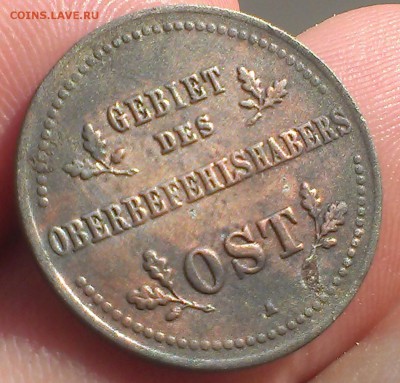 COINS.LAVE.RU
GEBIET
DES
OBERBEFEHLSHABERS
OST
A